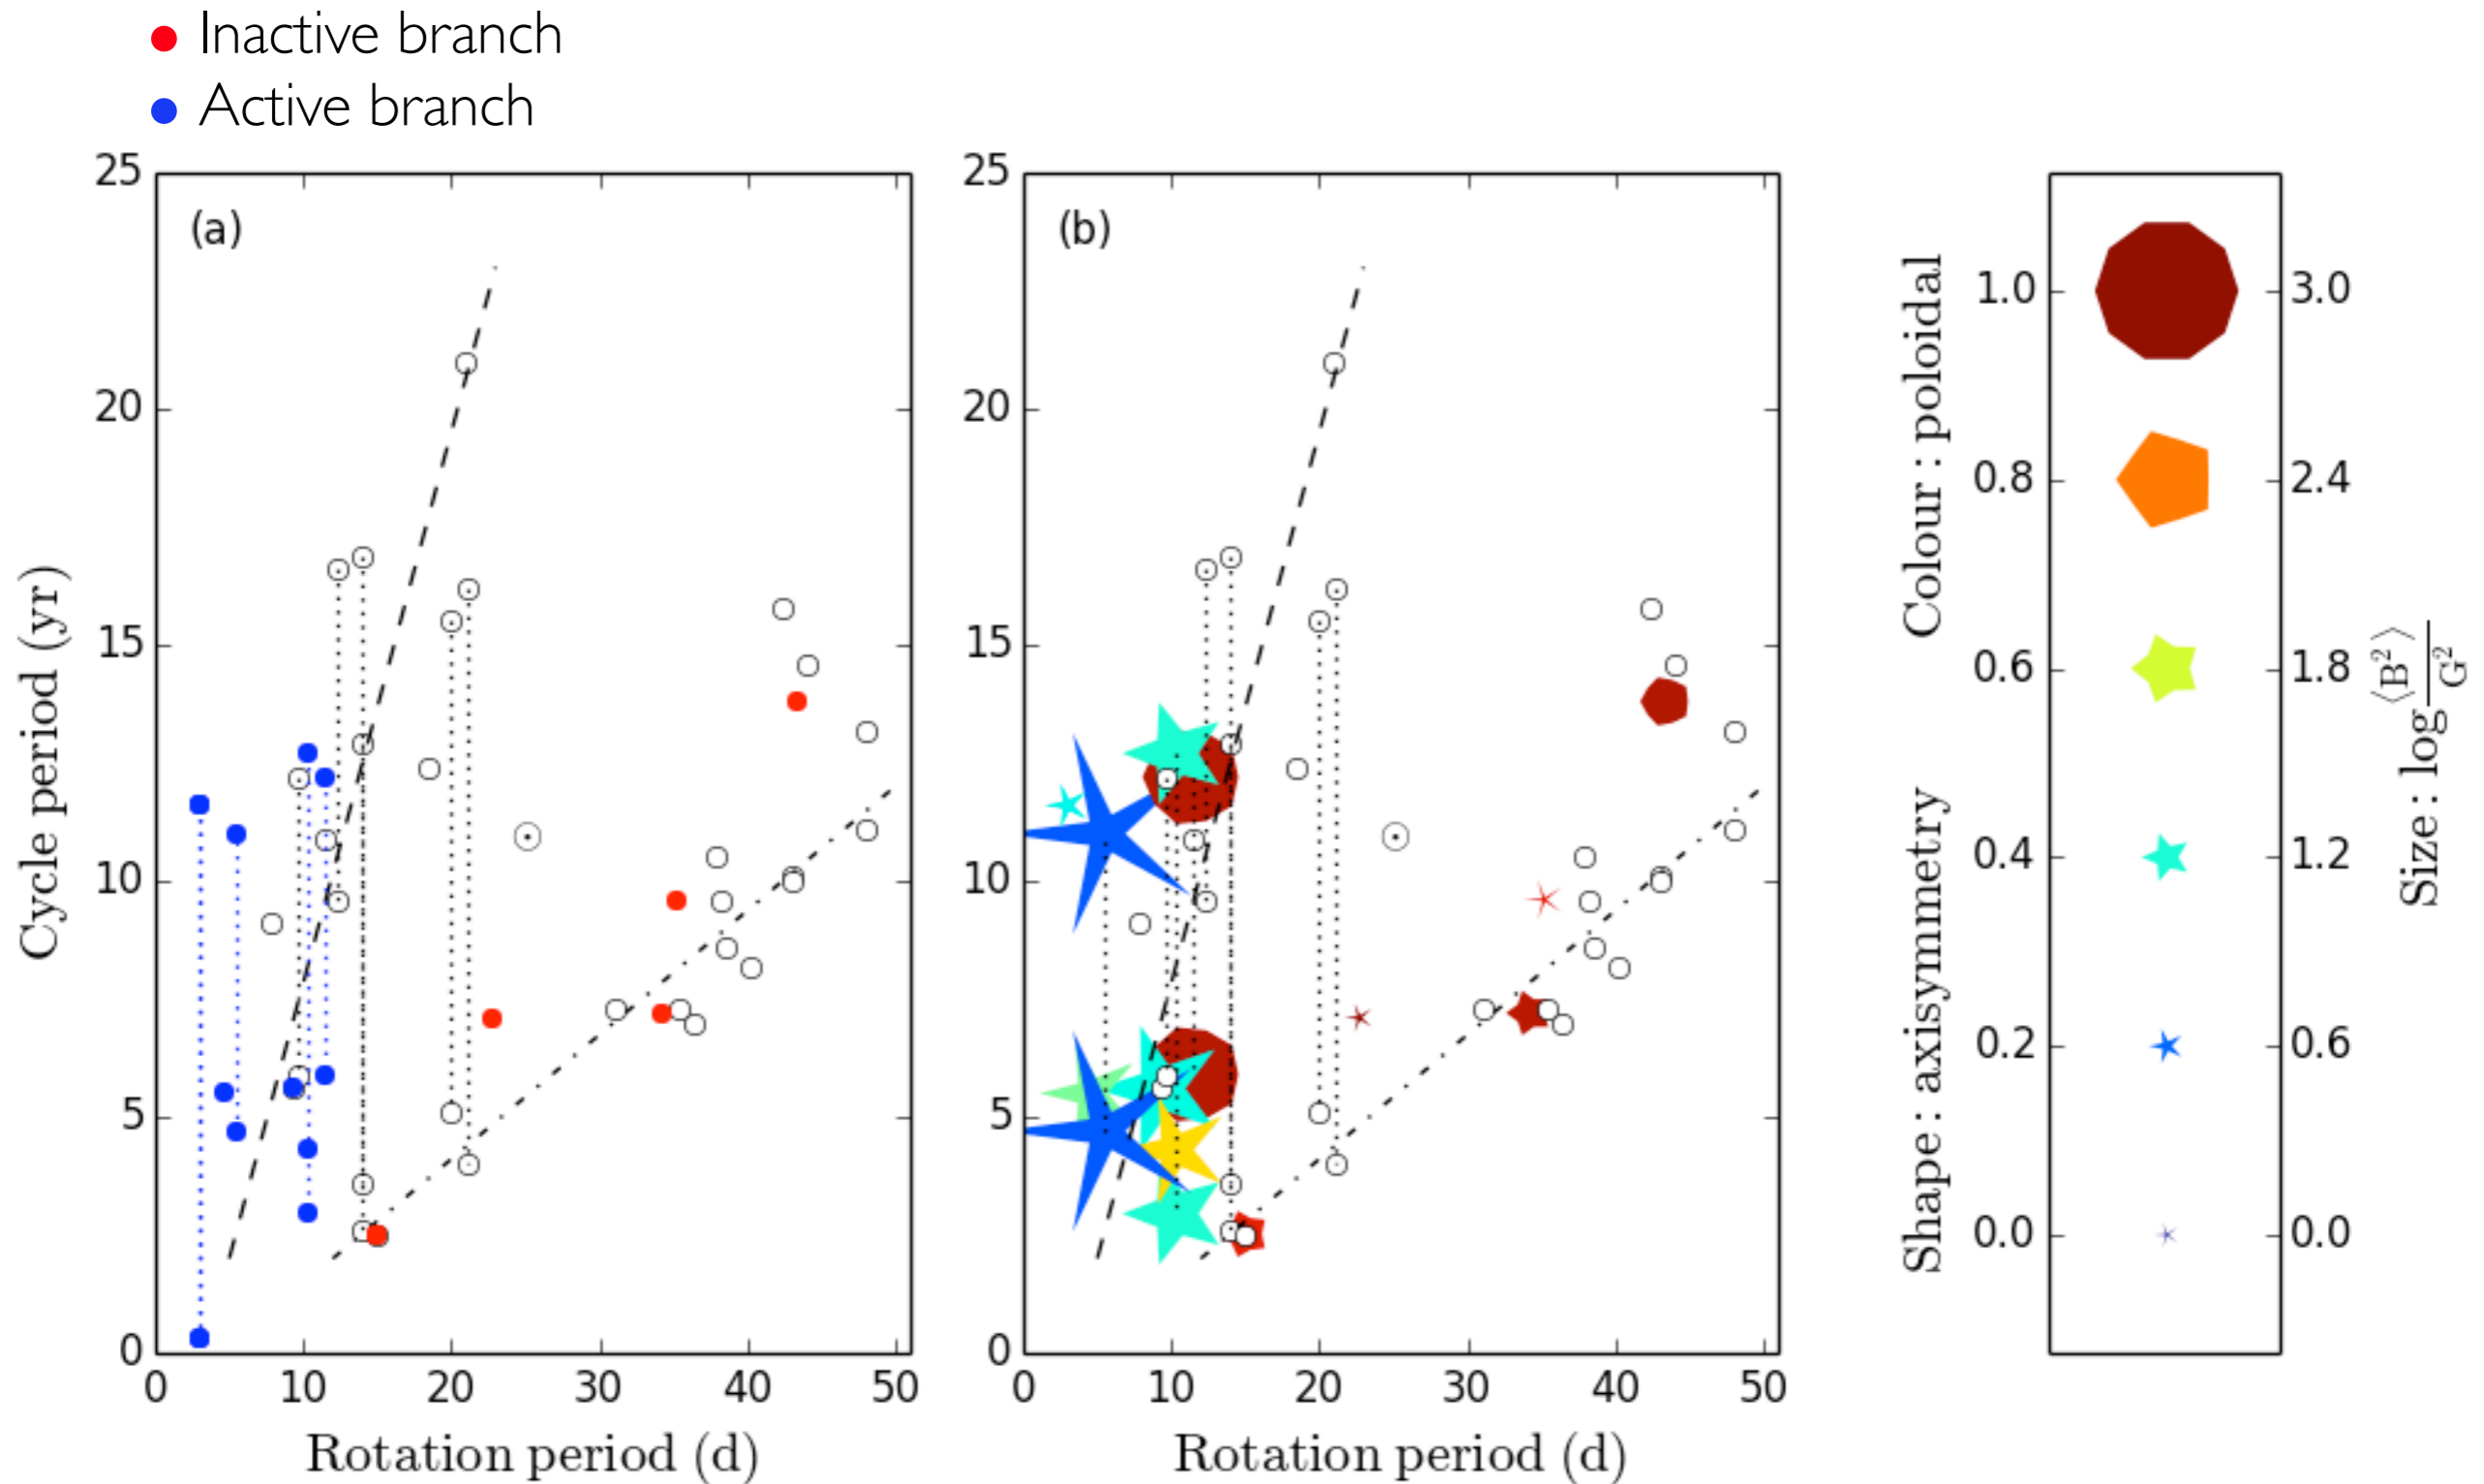 Inactive branch
Active branch
(a)
25
20
15
10
5
0
0 10 20 30 40 50
Cycle period (yr)
Rotation period (d)
(b)
25
20
15
10
5
0
0 10 20 30 40 50
Rotation period (d)
Shape : axisymmetry Colour : poloidal
1.0 3.0
0.8 2.4
0.6 1.8
0.4 1.2
0.2 0.6
0.0 0.0
Size : log ⟨B²⟩/G²